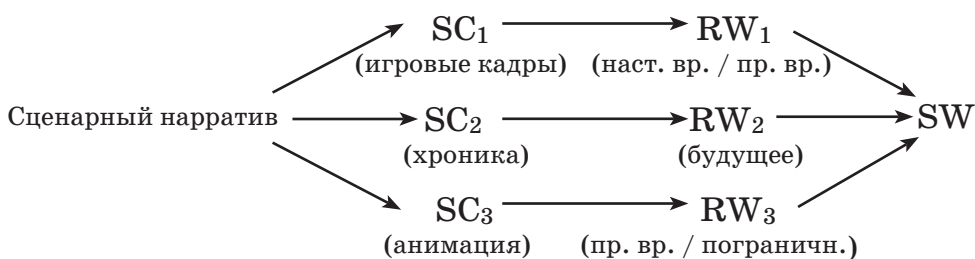 SC₁ RW₁
(игровые кадры) (наст. вр. / пр. вр.)
Сценарный нарратив SC₂ RW₂ SW
(хроника) (будущее)
SC₃ RW₃
(анимация) (пр. вр. / пограничн.)